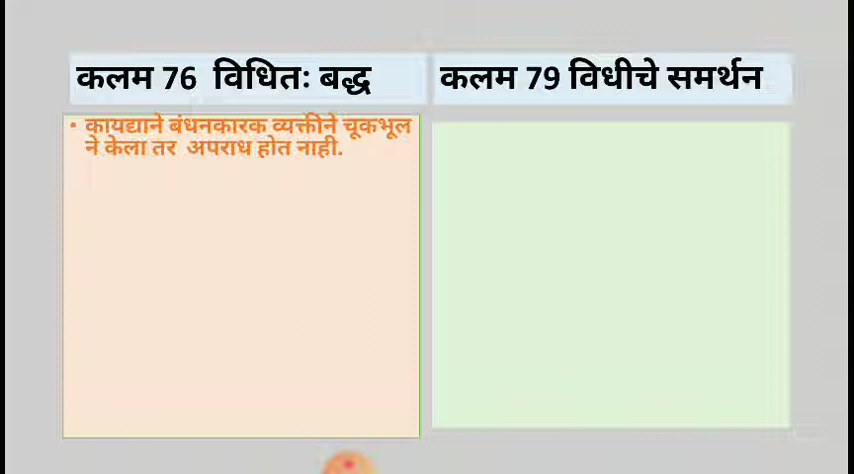 कलम 76 विधितः बद्ध
कलम 79 विधीचे समर्थन
• कायद्याने बंधनकारक व्यक्तीने चूकभूल
ने केला तर अपराध होत नाही.